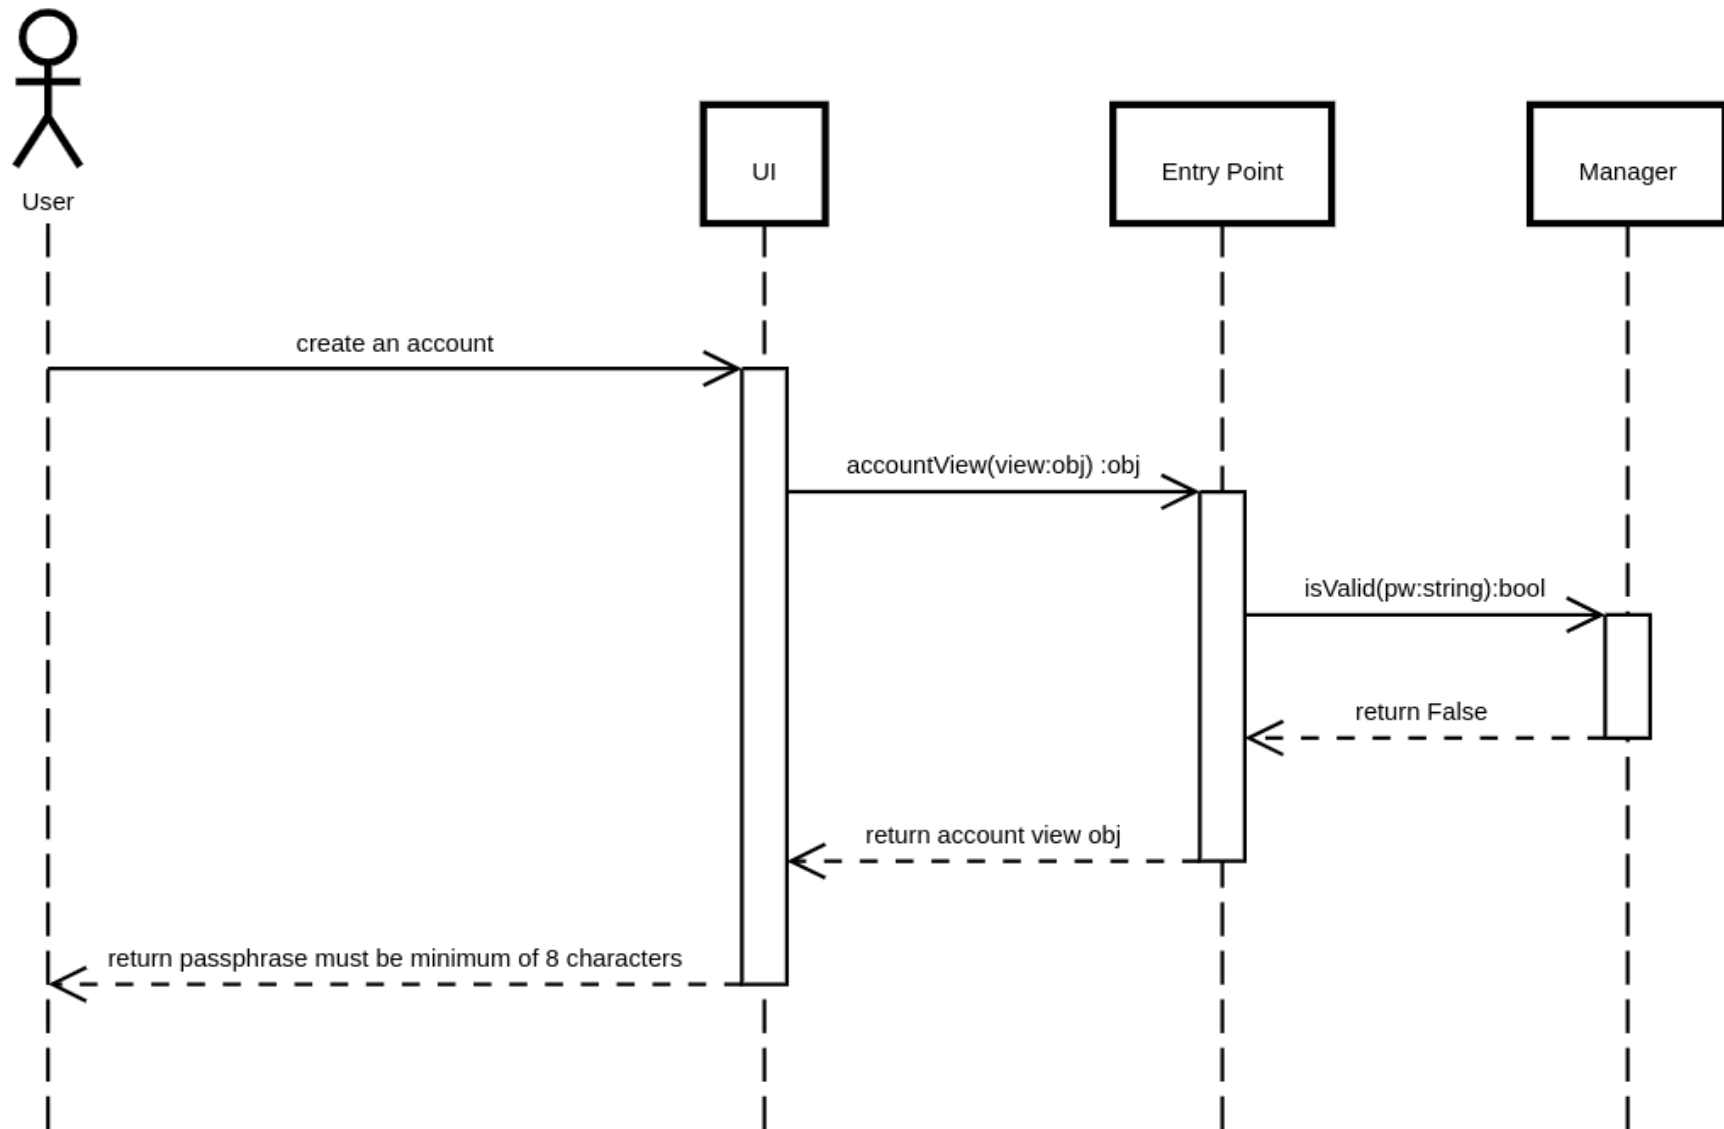 User
UI
Entry Point
Manager
create an account
accountView(view:obj) :obj
isValid(pw:string):bool
return False
return account view obj
return passphrase must be minimum of 8 characters